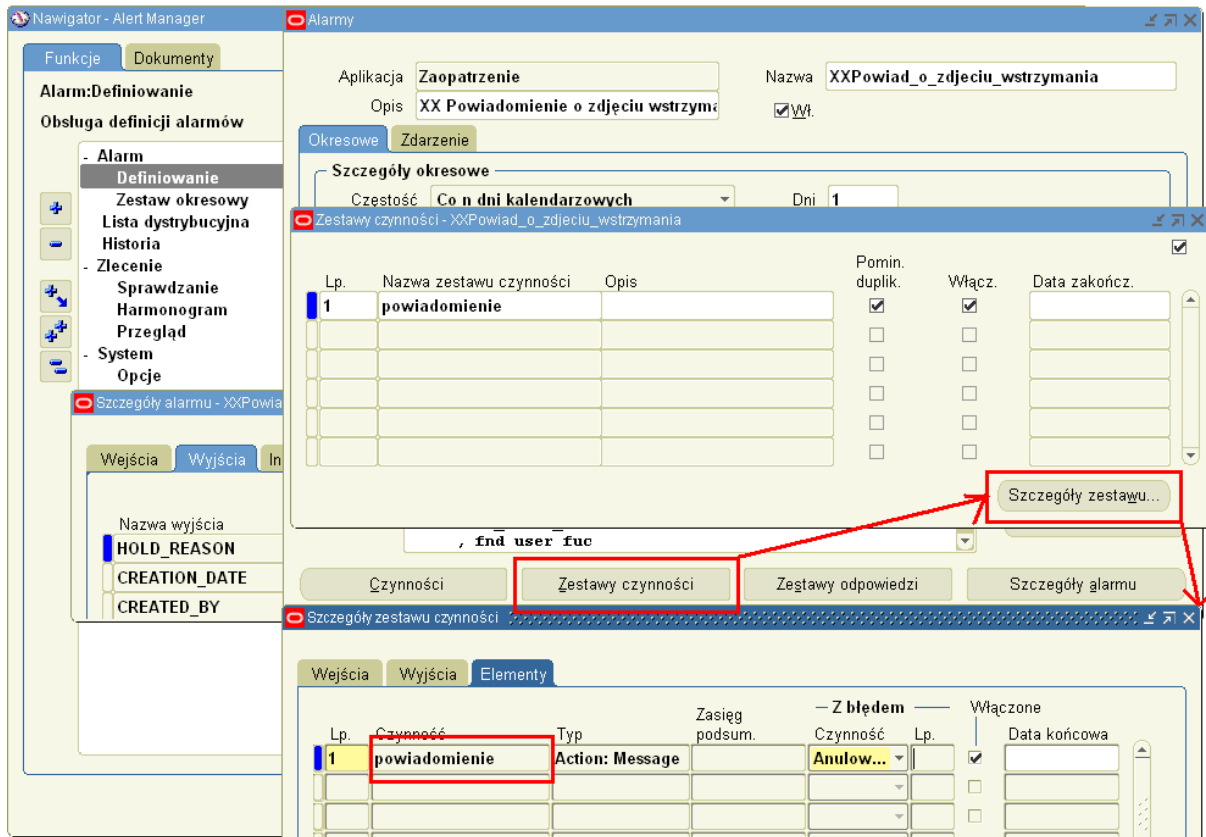 Nawigator - Alert Manager
Funkcje Dokumenty
Alarm:Definiowanie
Obsługa definicji alarmów
- Alarm
Definiowanie
Zestaw okresowy
Lista dystrybucyjna
Historia
- Zlecenie
Sprawdzanie
Harmonogram
Przegląd
- System
Opcje
Alarmy
Aplikacja Zaopatrzenie Nazwa XXPowiad_o_zdjeciu_wstrzymania
Opis XX Powiadomienie o zdjęciu wstrzyma Wł.
Okresowe Zdarzenie
Szczegóły okresowe
Częstość Co n dni kalendarzowych Dni 1
Zestawy czynności - XXPowiad_o_zdjeciu_wstrzymania
Pomin.
Lp. Nazwa zestawu czynności Opis duplik. Włącz. Data zakończ.
1 powiadomienie
Szczegóły zestawu...
Szczegóły alarmu - XXPowia
Wejścia Wyjścia In
Nazwa wyjścia
HOLD_REASON
CREATION_DATE
CREATED_BY
, fnd_user fuc
Czynności Zestawy czynności Zestawy odpowiedzi Szczegóły alarmu
Szczegóły zestawu czynności
Wejścia Wyjścia Elementy
Zasięg Z błędem Włączone
Lp. Czynność Typ podsum. Czynność Lp. Data końcowa
1 powiadomienie Action: Message Anulow...